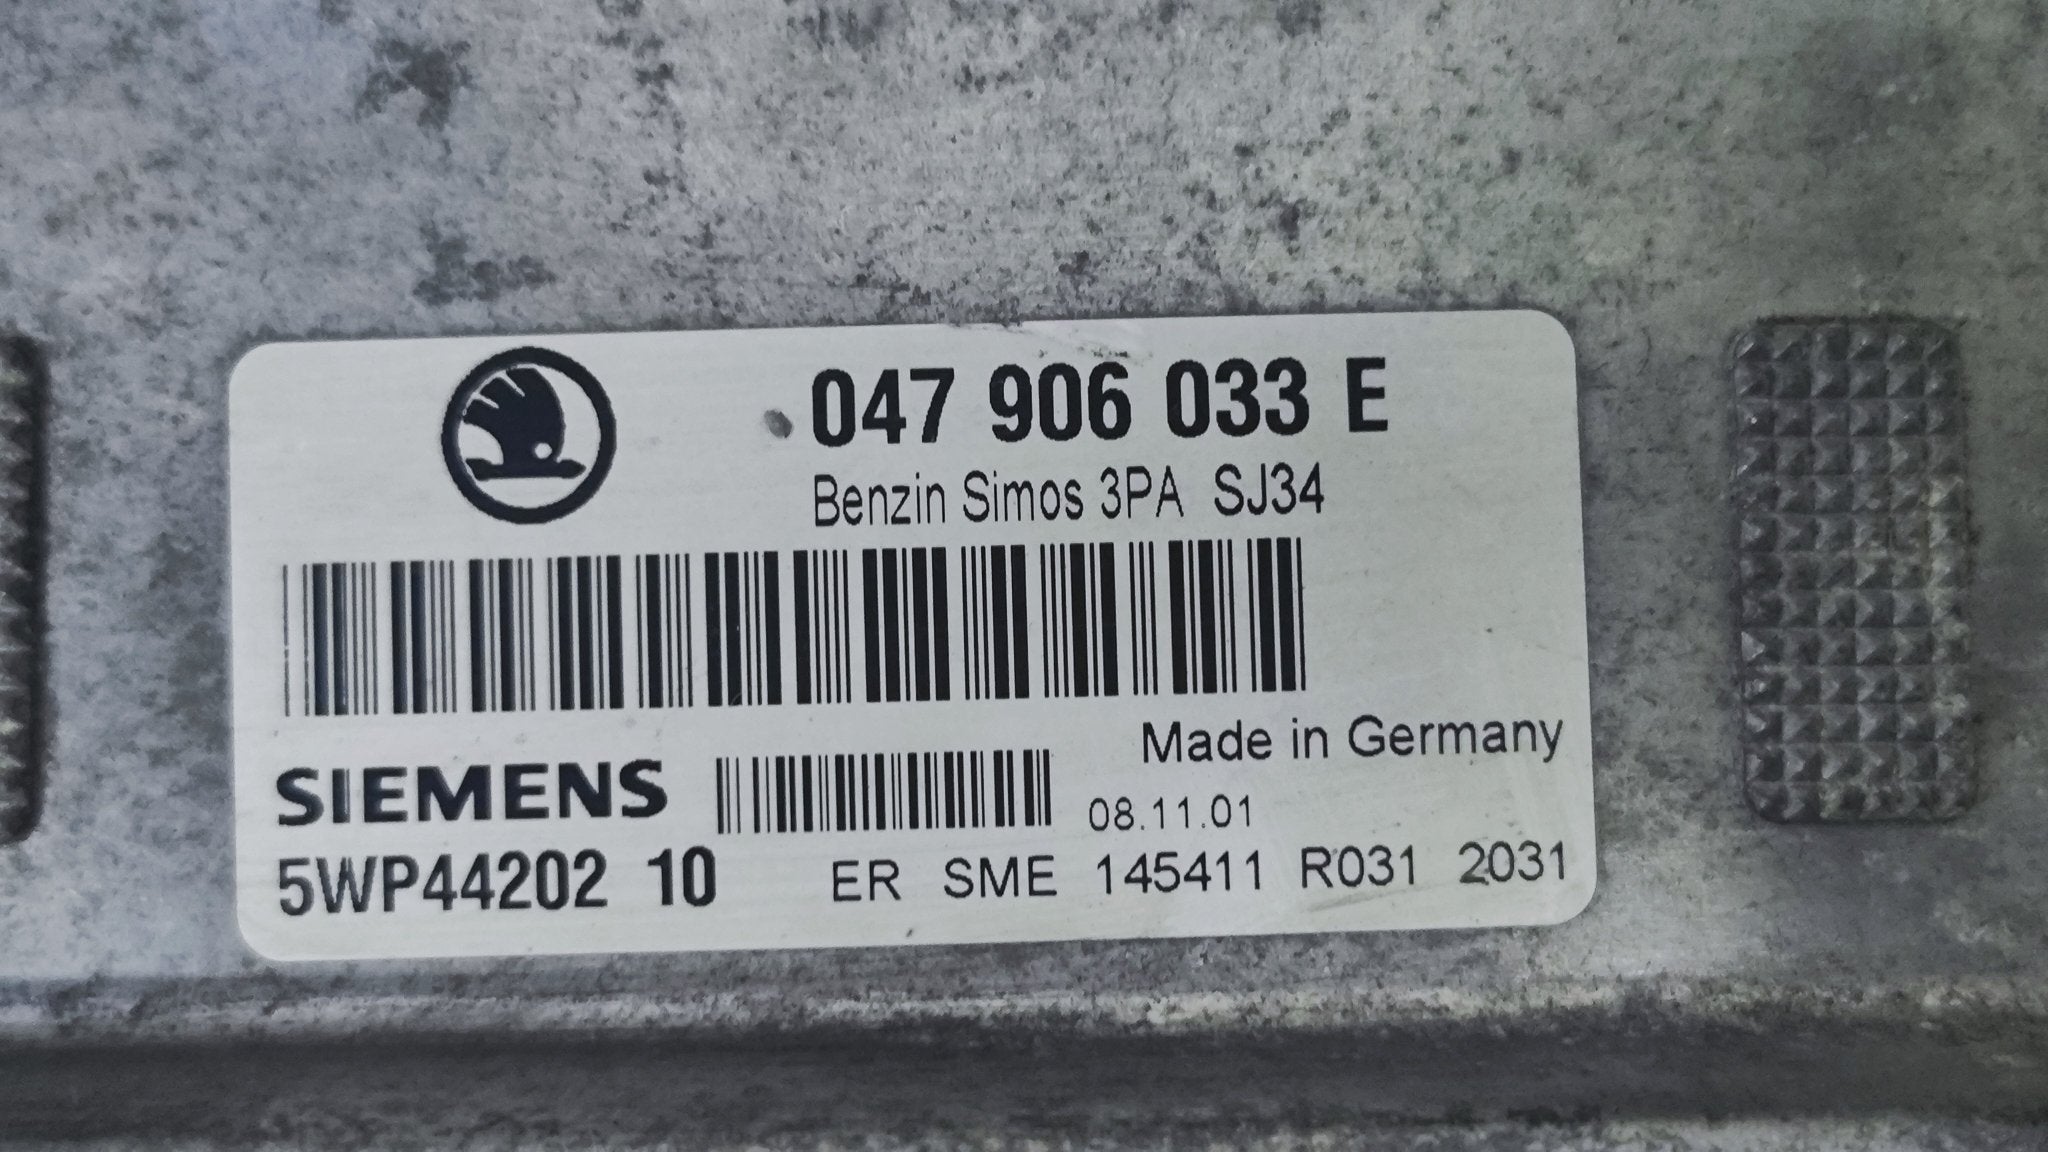 047 906 033 E
Benzin Simos 3PA SJ34
Made in Germany
SIEMENS 08.11.01
5WP44202 10 ER SME 145411 R031 2031